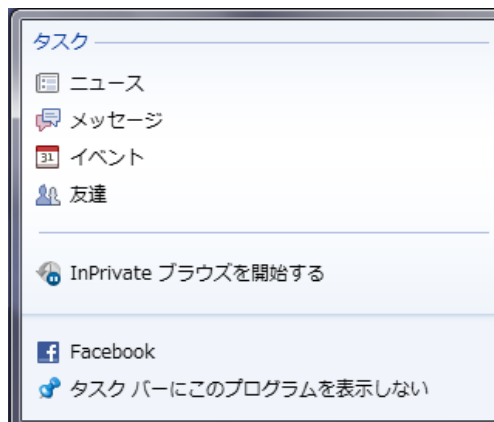 タスク
ニュース
メッセージ
31 イベント
友達
InPrivate ブラウズを開始する
Facebook
タスク バーにこのプログラムを表示しない